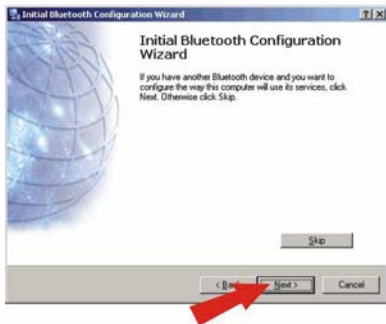 Initial Bluetooth Configuration Wizard
Initial Bluetooth Configuration
Wizard
If you have another Bluetooth device and you want to
configure the way this computer will use its services, click
Next. Otherwise click Skip.
Skip
Next > Cancel